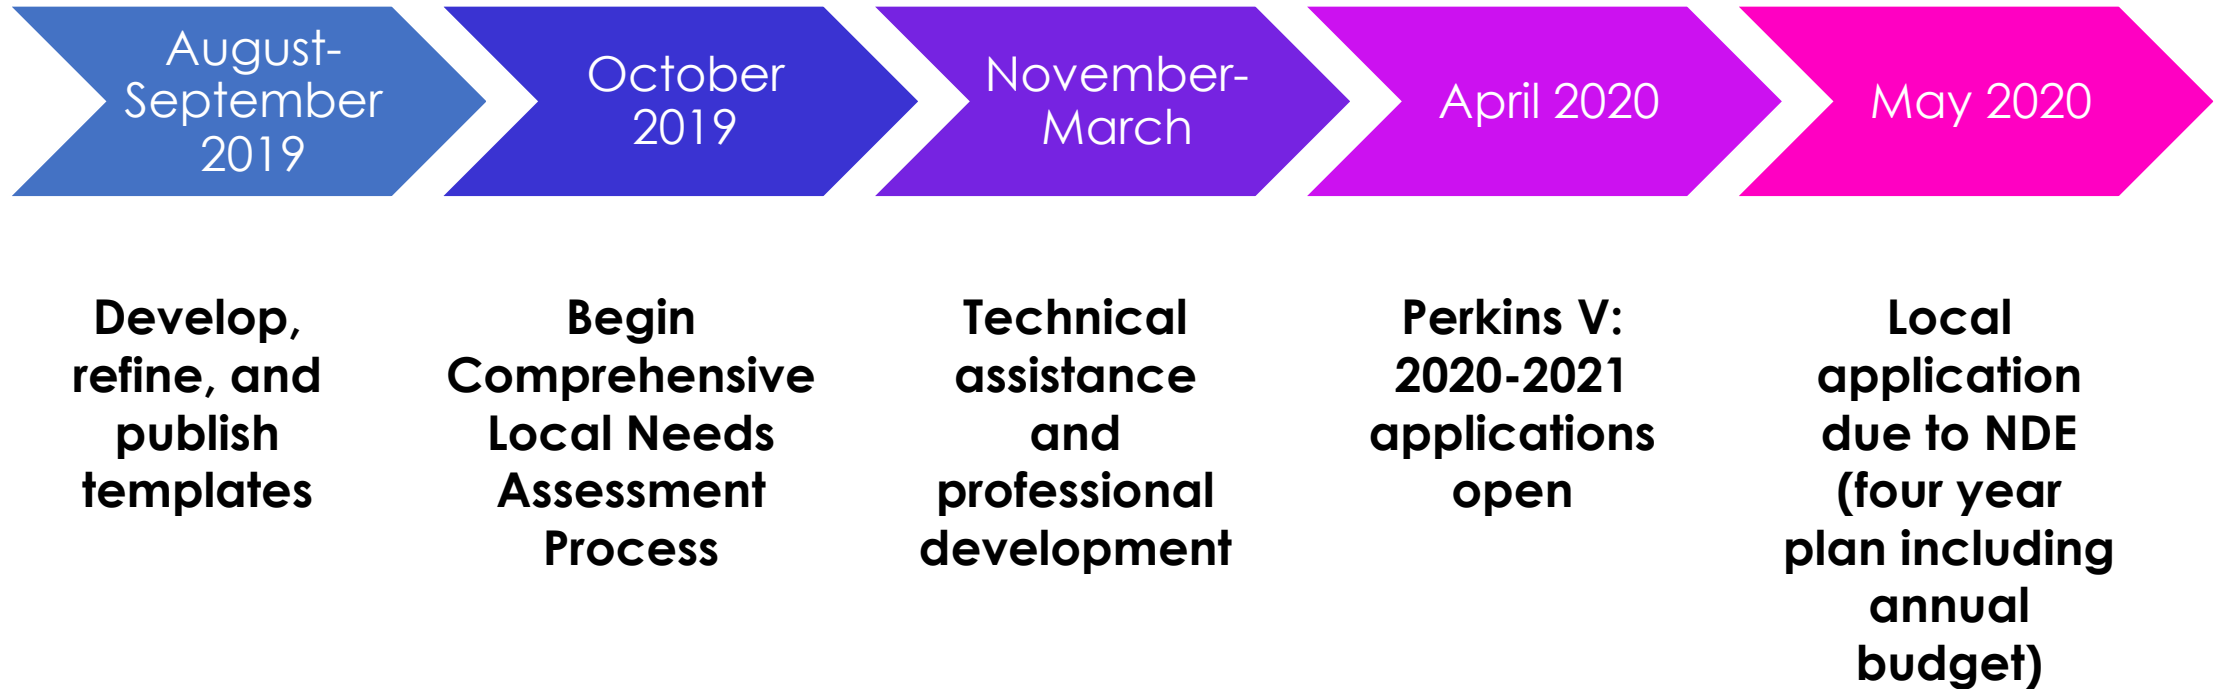 August-
September
2019
October
2019
November-
March
April 2020
May 2020
Develop,
refine, and
publish
templates
Begin
Comprehensive
Local Needs
Assessment
Process
Technical
assistance
and
professional
development
Perkins V:
2020-2021
applications
open
Local
application
due to NDE
(four year
plan including
annual
budget)